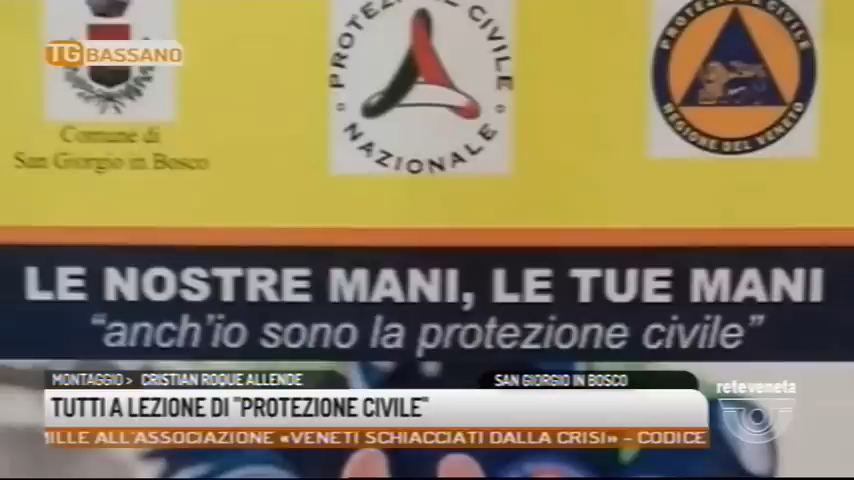 TG BASSANO
Comune di
San Giorgio in Bosco
PROTEZIONE CIVILE
NAZIONALE
PROTEZIONE CIVILE
REGIONE DEL VENETO
LE NOSTRE MANI, LE TUE MANI
“anch'io sono la protezione civile”
MONTAGGIO> CRISTIAN ROQUE ALLENDE
SAN GIORGIO IN BOSCO
reteveneta
TUTTI A LEZIONE DI "PROTEZIONE CIVILE"
MILLE ALL'ASSOCIAZIONE «VENETI SCHIACCIATI DALLA CRISI» – CODICE